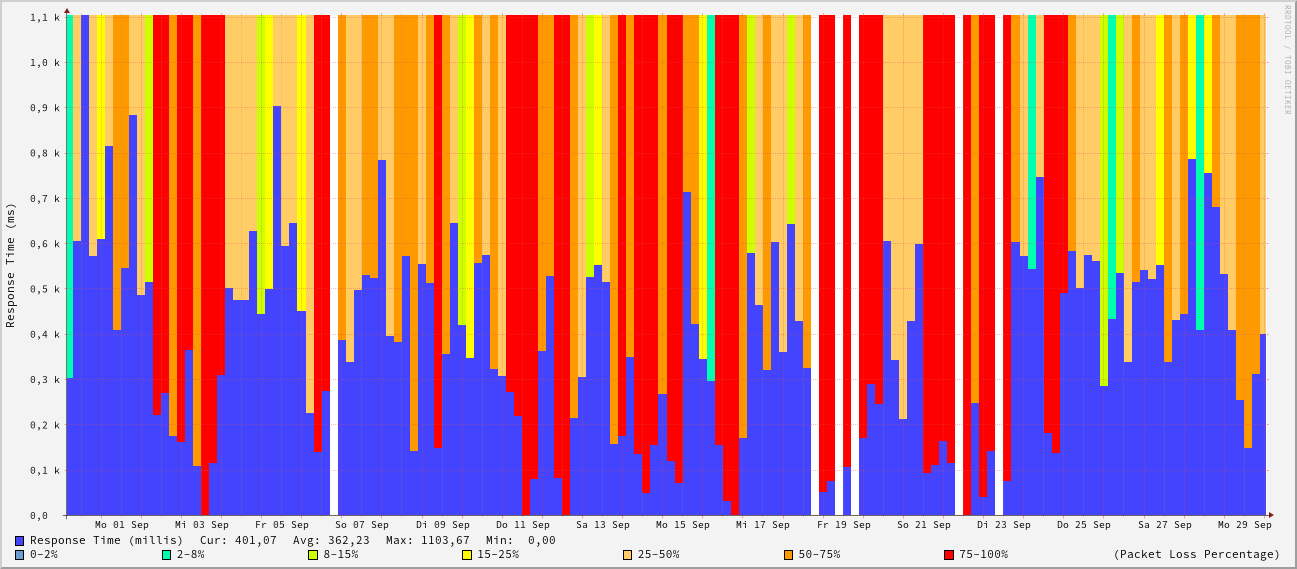 RRDTOOL / TOBI OETIKER
Response Time (ms)
1,1 k
1,0 k
0,9 k
0,8 k
0,7 k
0,6 k
0,5 k
0,4 k
0,3 k
0,2 k
0,1 k
0,0
Mo 01 Sep Mi 03 Sep Fr 05 Sep So 07 Sep Di 09 Sep Do 11 Sep Sa 13 Sep Mo 15 Sep Mi 17 Sep Fr 19 Sep So 21 Sep Di 23 Sep Do 25 Sep Sa 27 Sep Mo 29 Sep
Response Time (millis) Cur: 401,07 Avg: 362,23 Max: 1103,67 Min: 0,00
0-2% 2-8% 8-15% 15-25% 25-50% 50-75% 75-100% (Packet Loss Percentage)